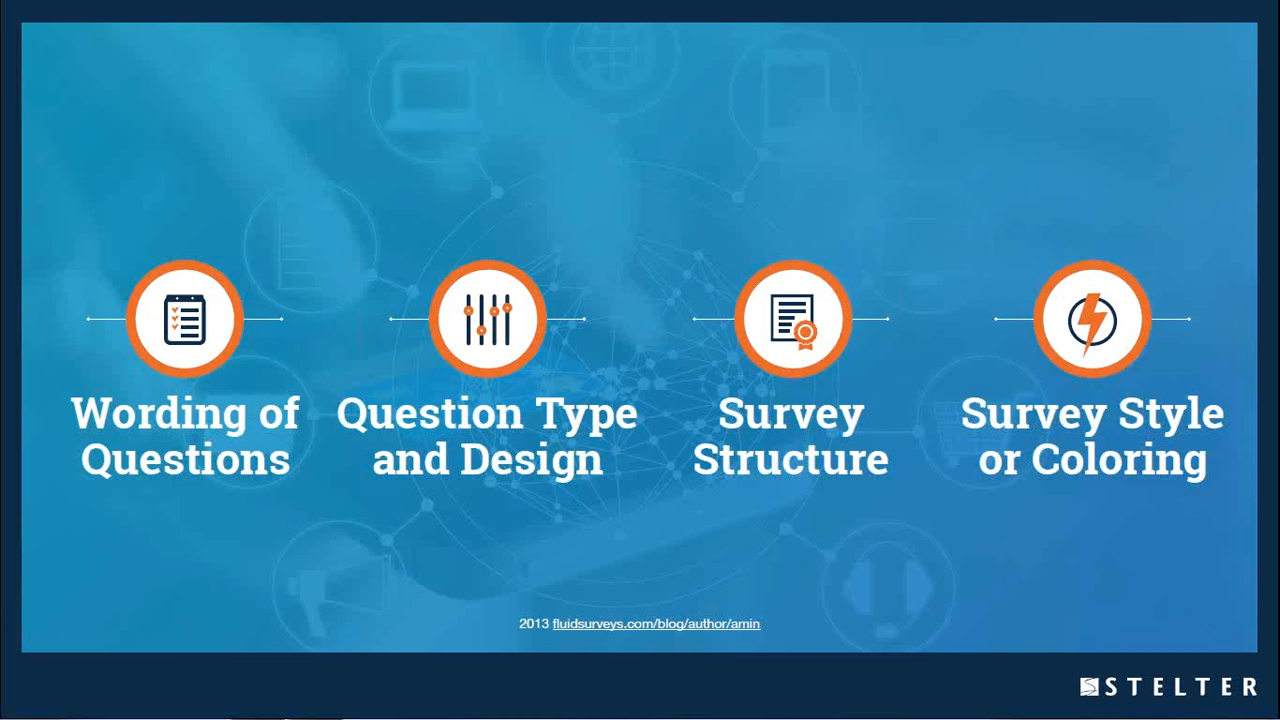 Wording of
Questions
Question Type
and Design
Survey
Structure
Survey Style
or Coloring
2013 fluidsurveys.com/blog/author/amin
STELTER